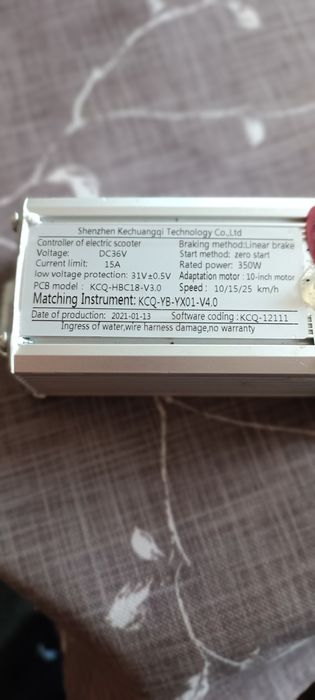 Shenzhen Kechuangqi Technology Co.,Ltd
Controller of electric scooter Braking method:Linear brake
Voltage: DC36V Start method: zero start
Current limit: 15A Rated power: 350W
low voltage protection: 31V±0.5V Adaptation motor : 10-inch motor
PCB model : KCQ-HBC18-V3.0 Speed : 10/15/25 km/h
Matching Instrument: KCQ-YB-YX01-V4.0
Date of production: 2021-01-13 Software coding : KCQ-12111
Ingress of water,wire harness damage,no warranty